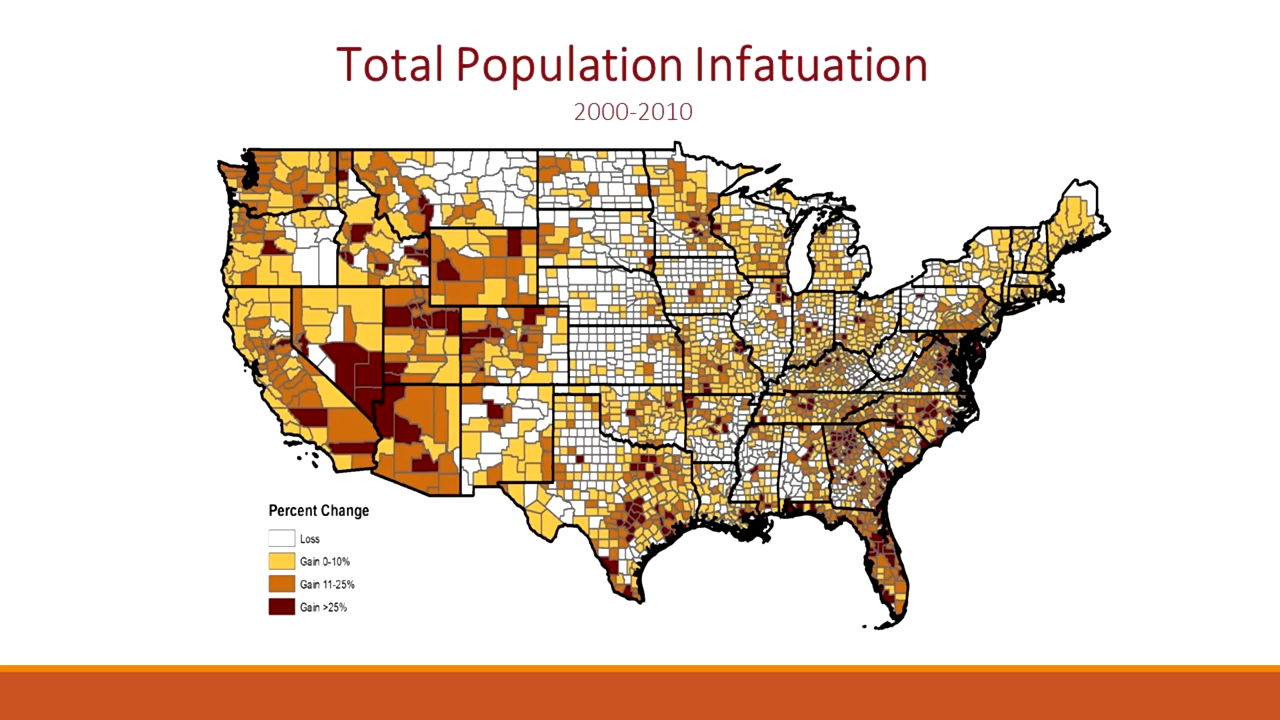 Total Population Infatuation
2000-2010
Percent Change
Loss
Gain 0-10%
Gain 11-25%
Gain >25%